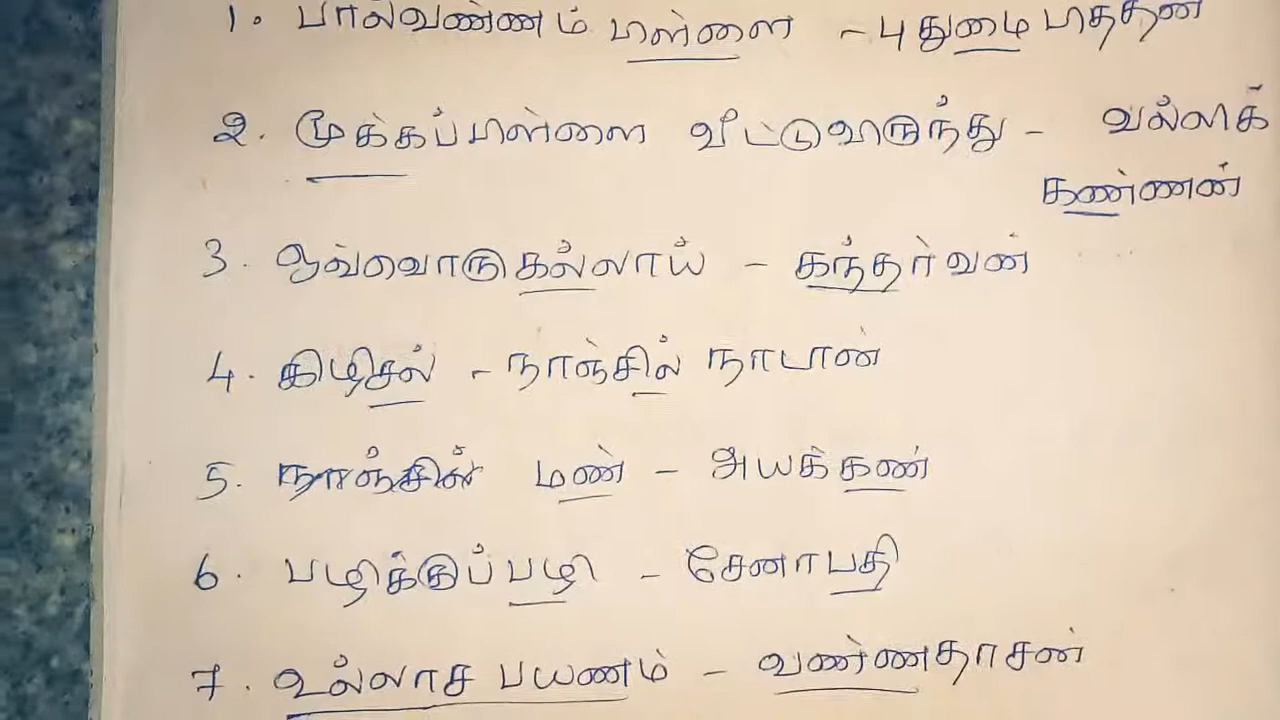 1. பால்வண்ணம் பிள்ளை - புதுமைபித்தன்
2. மூக்கப்பிள்ளை வீட்டுவிருந்து - வல்லிக்
கண்ணன்
3. ஒவ்வொரு கல்லாய் - கந்தர்வன்
4. கிழிசல் - நாஞ்சில் நாடான்
5. நாஞ்சில் மண் - அயக்கண்
6. பழிக்குப்பழி - சேனாபதி
7. உல்லாச பயணம் - வண்ணதாசன்